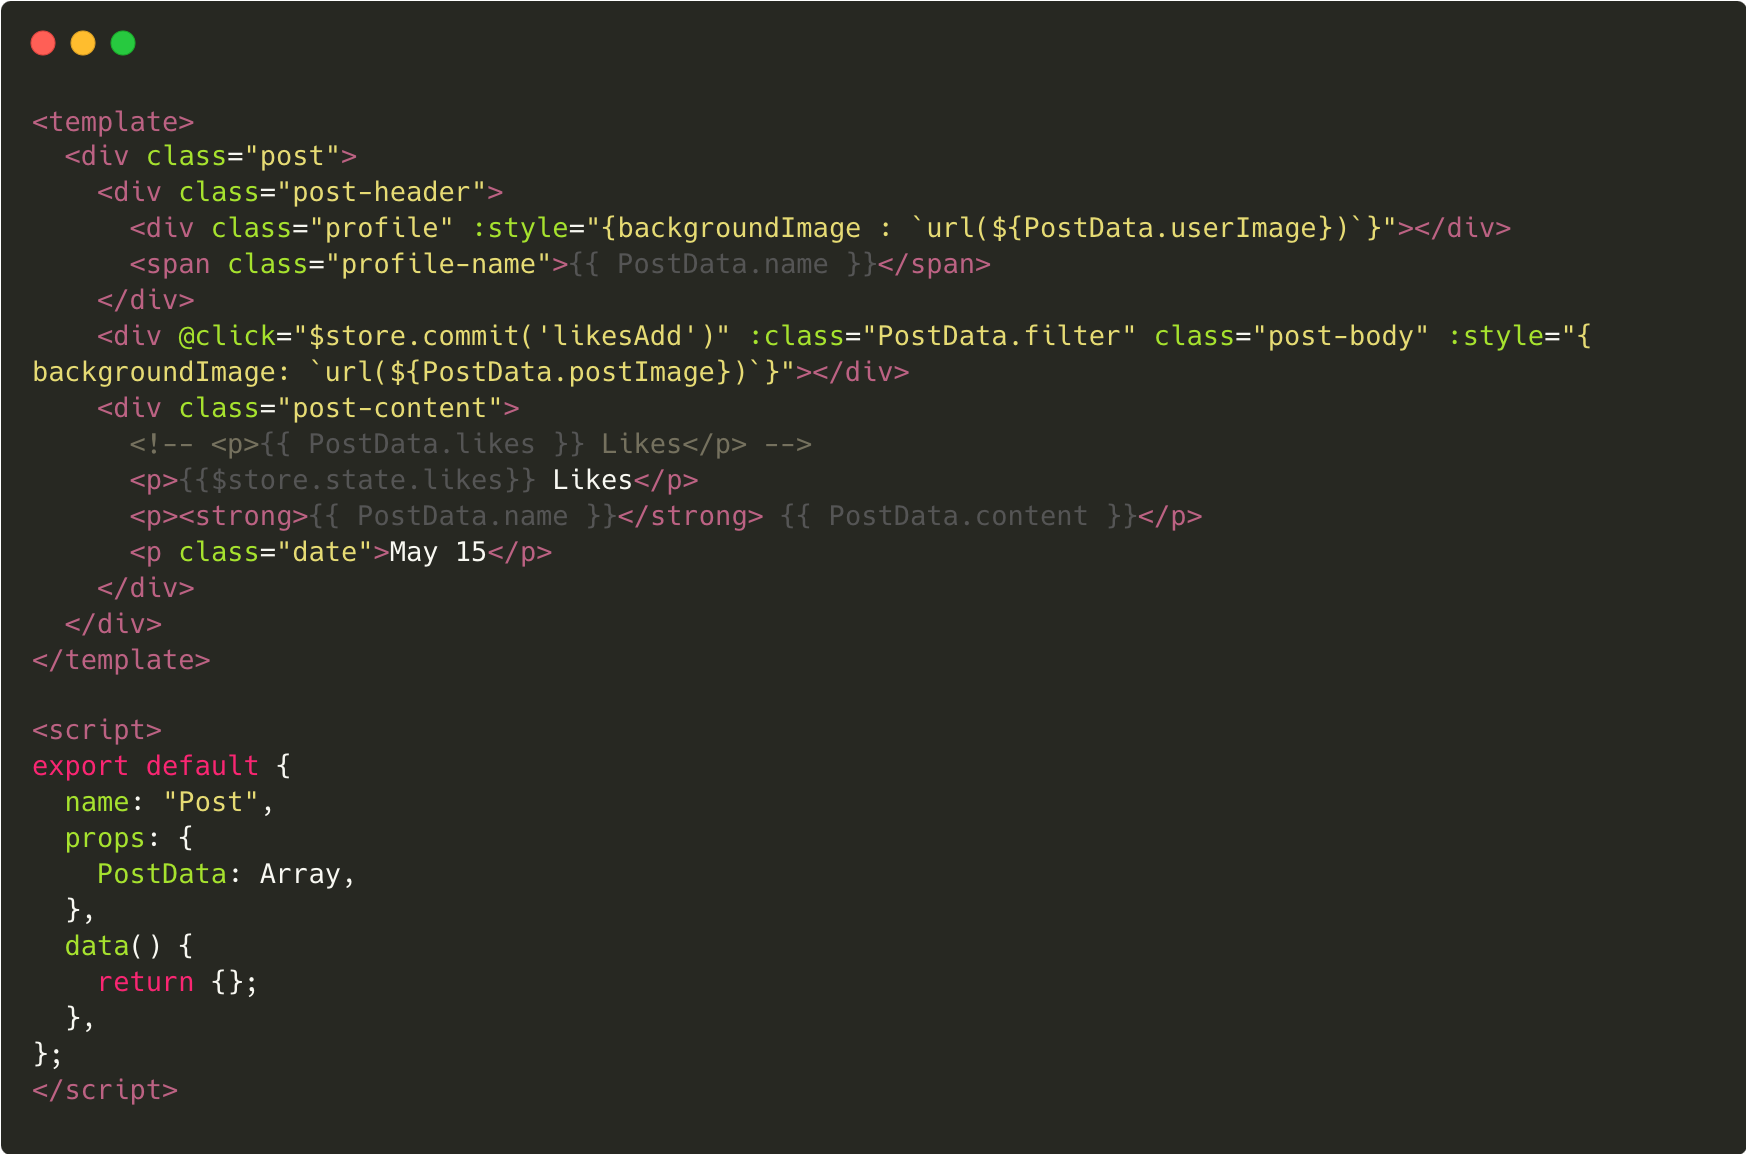 <template>
  <div class="post">
    <div class="post-header">
      <div class="profile" :style="{backgroundImage : `url(${PostData.userImage})`}"></div>
      <span class="profile-name">{{ PostData.name }}</span>
    </div>
    <div @click="$store.commit('likesAdd')" :class="PostData.filter" class="post-body" :style="{
backgroundImage: `url(${PostData.postImage})`}"></div>
    <div class="post-content">
      <!-- <p>{{ PostData.likes }} Likes</p> -->
      <p>{{$store.state.likes}} Likes</p>
      <p><strong>{{ PostData.name }}</strong> {{ PostData.content }}</p>
      <p class="date">May 15</p>
    </div>
  </div>
</template>

<script>
export default {
  name: "Post",
  props: {
    PostData: Array,
  },
  data() {
    return {};
  },
};
</script>